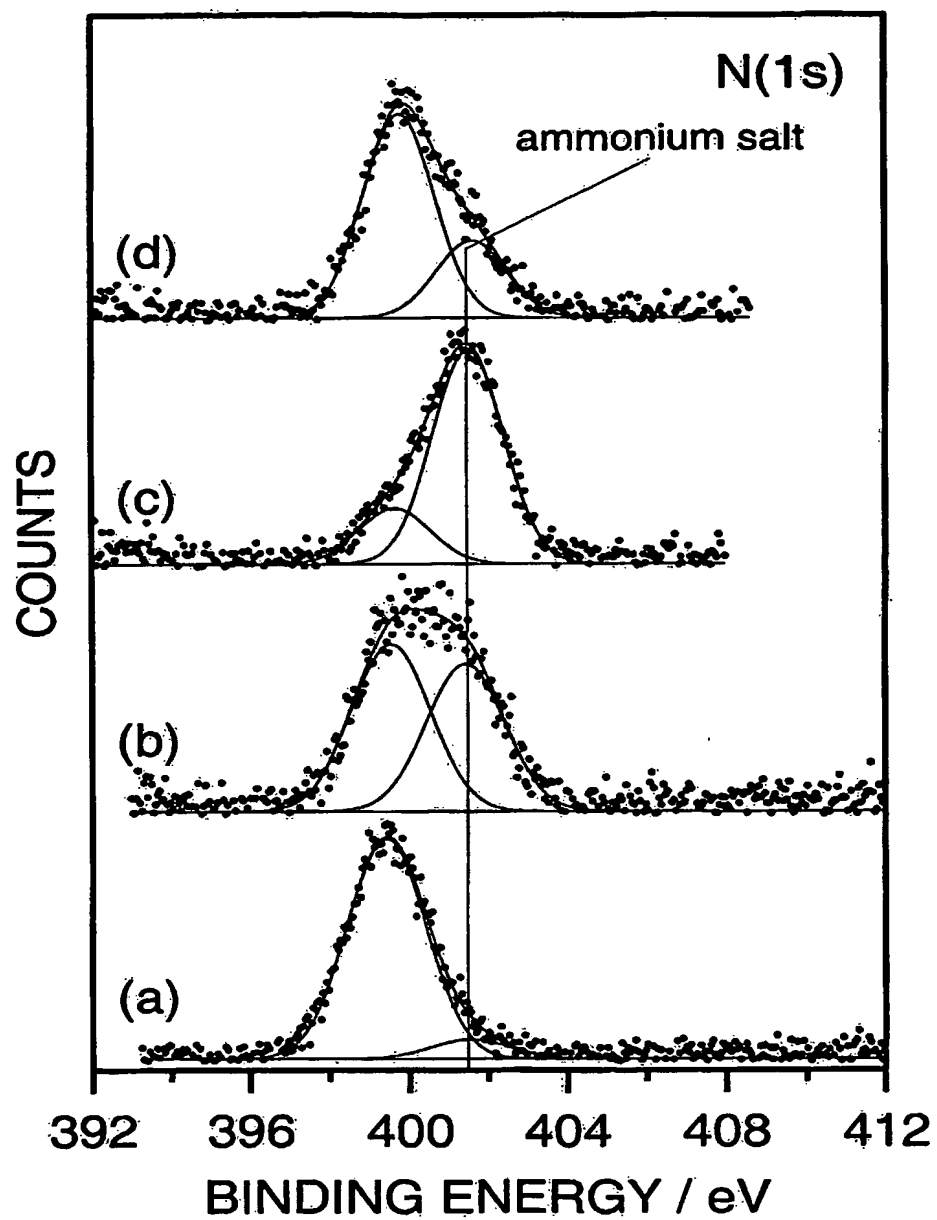 N(1s)
ammonium salt
(d)
(c)
(b)
(a)
COUNTS
392 396 400 404 408 412
BINDING ENERGY / eV